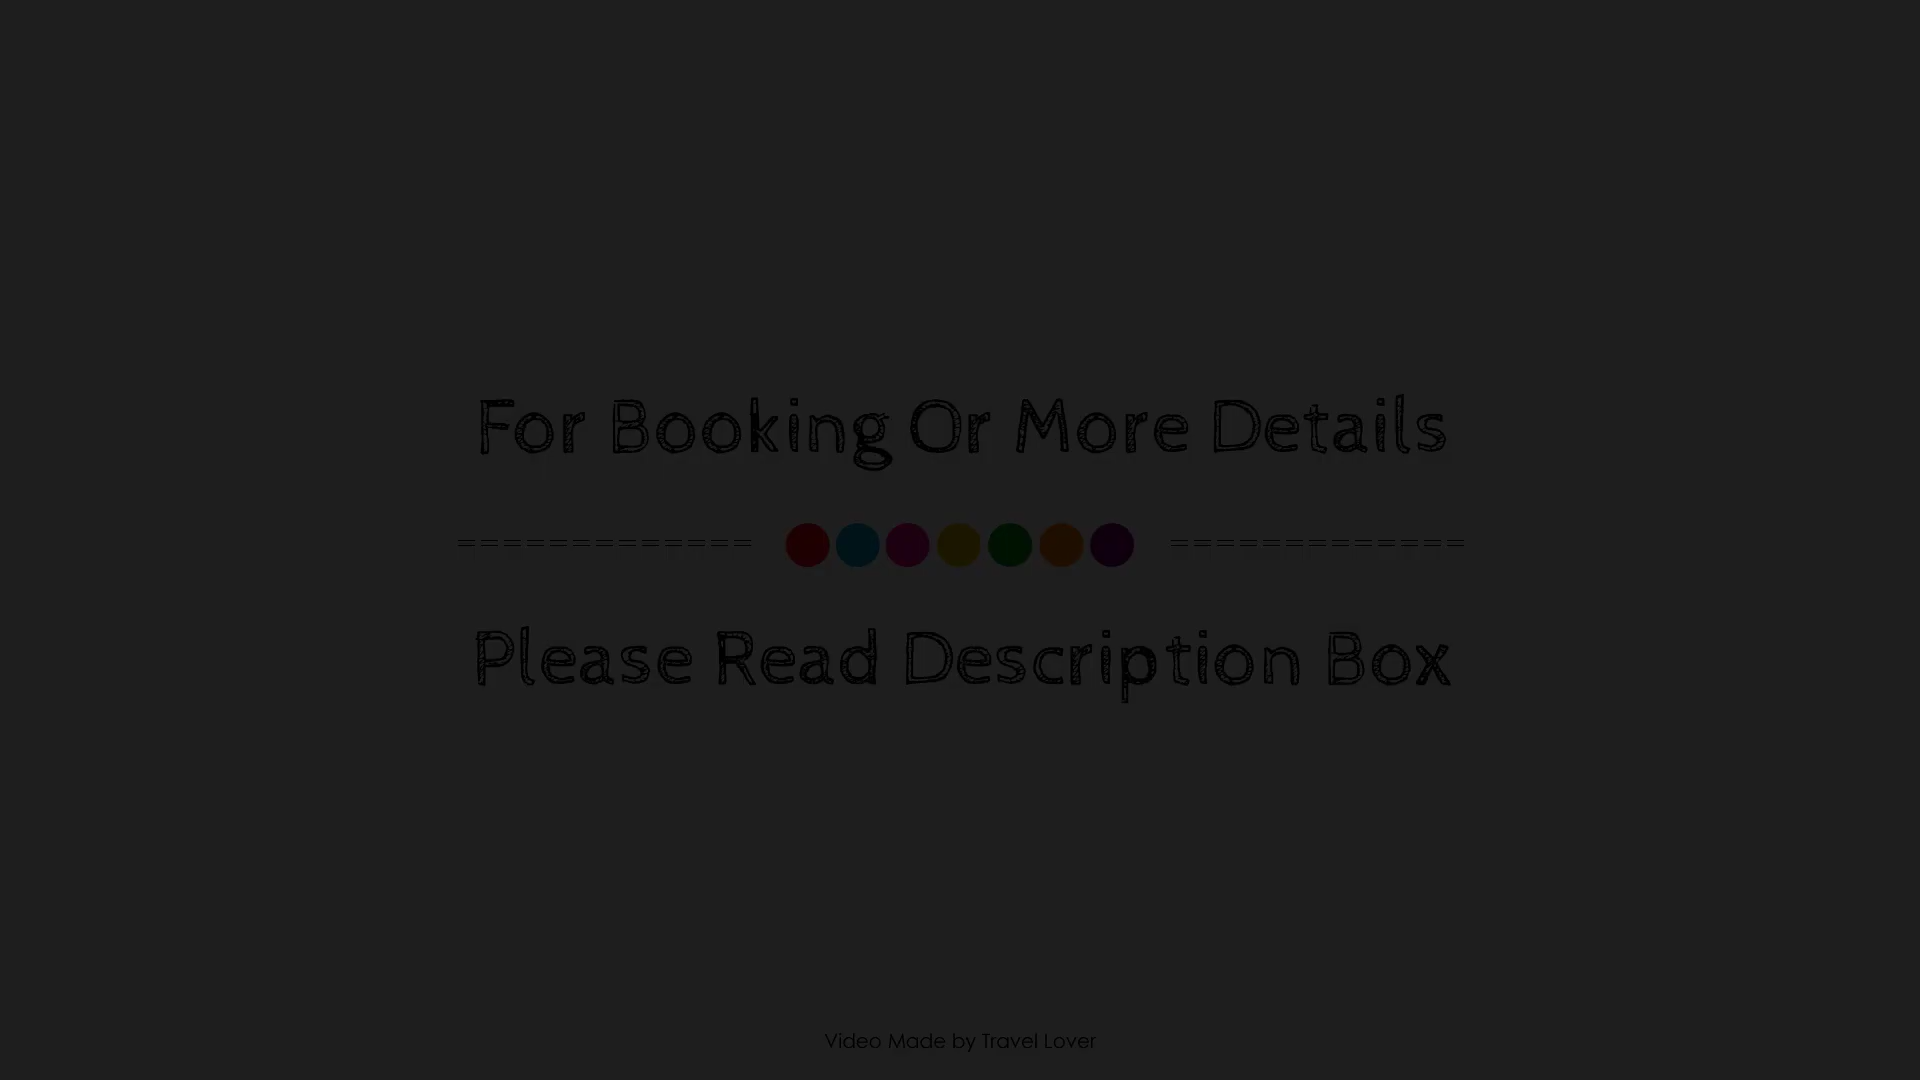 For Booking Or More Details
============= =============
Please Read Description Box
Video Made by Travel Lover